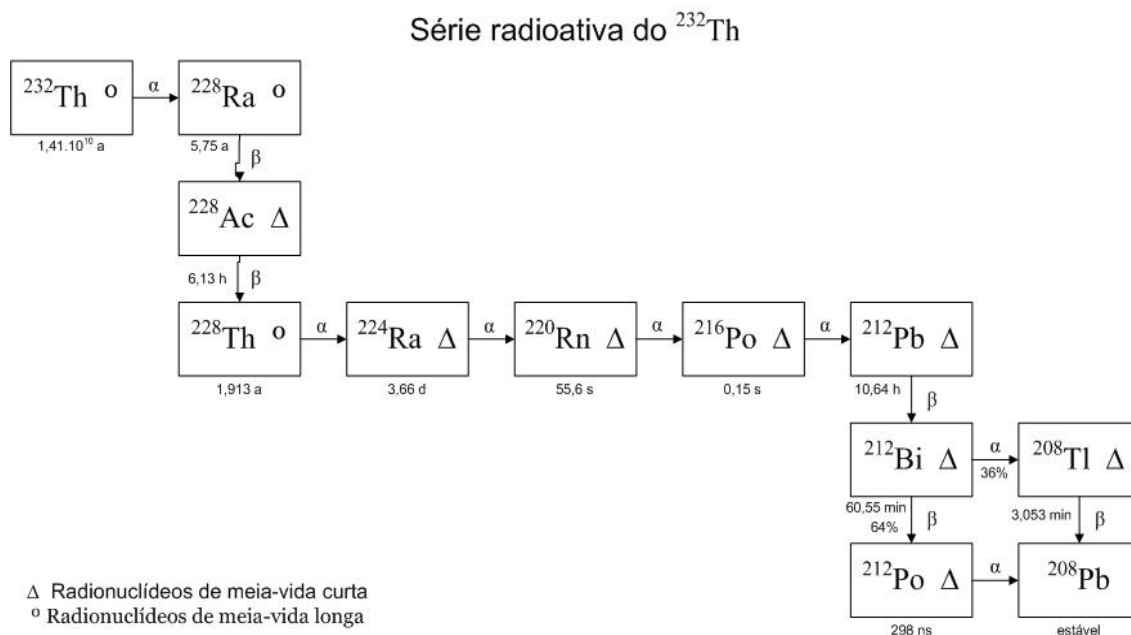 Série radioativa do ²³²Th
²³²Th º α ²²⁸Ra º
1,41.10¹⁰ a 5,75 a
β
²²⁸Ac Δ
6,13 h β
²²⁸Th º α ²²⁴Ra Δ α ²²⁰Rn Δ α ²¹⁶Po Δ α ²¹²Pb Δ
1,913 a 3,66 d 55,6 s 0,15 s 10,64 h
β
²¹²Bi Δ α ²⁰⁸Tl Δ
36%
60,55 min β 3,053 min β
64%
²¹²Po Δ α ²⁰⁸Pb
298 ns estável
Δ Radionuclídeos de meia-vida curta
º Radionuclídeos de meia-vida longa